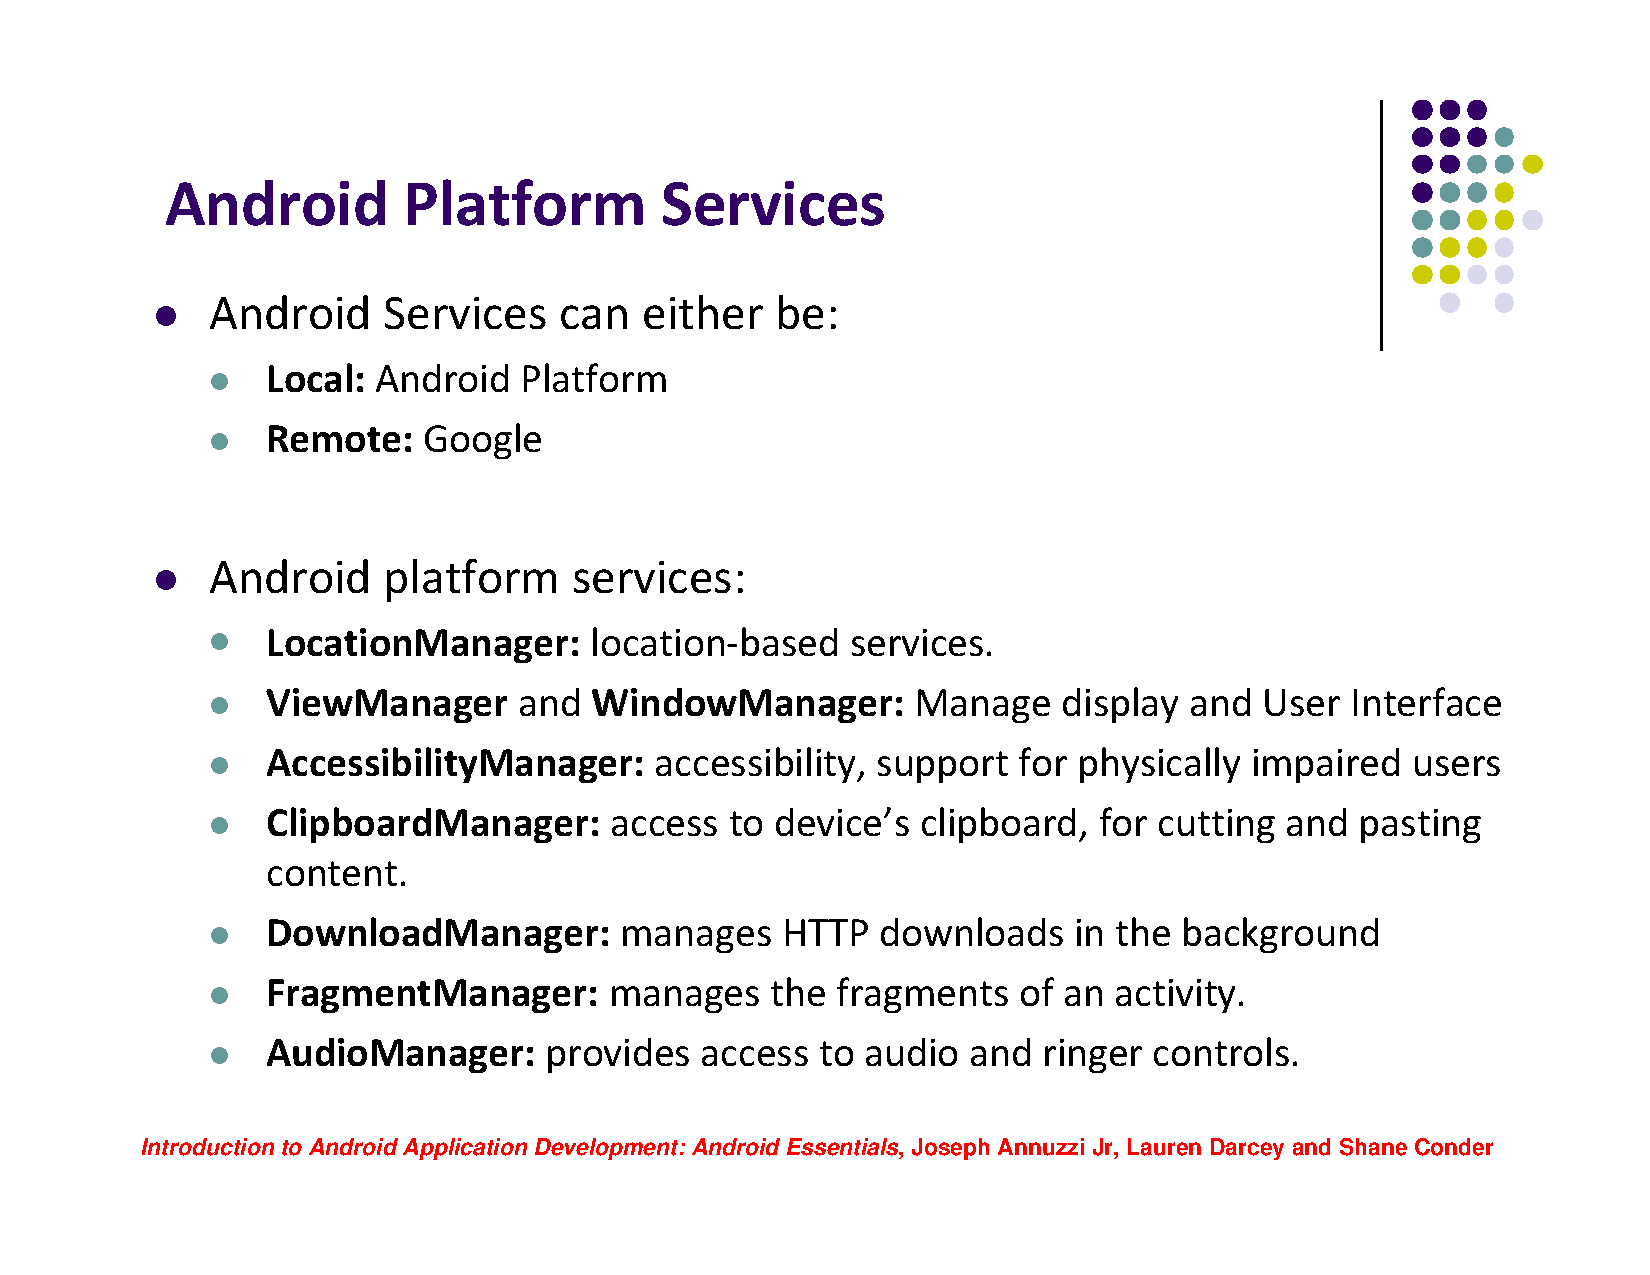 Android Platform Services
Android Services can either be:
Local: Android Platform
Remote: Google
Android platform services:
LocationManager: location-based services.
ViewManager and WindowManager: Manage display and User Interface
AccessibilityManager: accessibility, support for physically impaired users
ClipboardManager: access to device’s clipboard, for cutting and pasting
content.
DownloadManager: manages HTTP downloads in the background
FragmentManager: manages the fragments of an activity.
AudioManager: provides access to audio and ringer controls.
Introduction to Android Application Development: Android Essentials, Joseph Annuzzi Jr, Lauren Darcey and Shane Conder